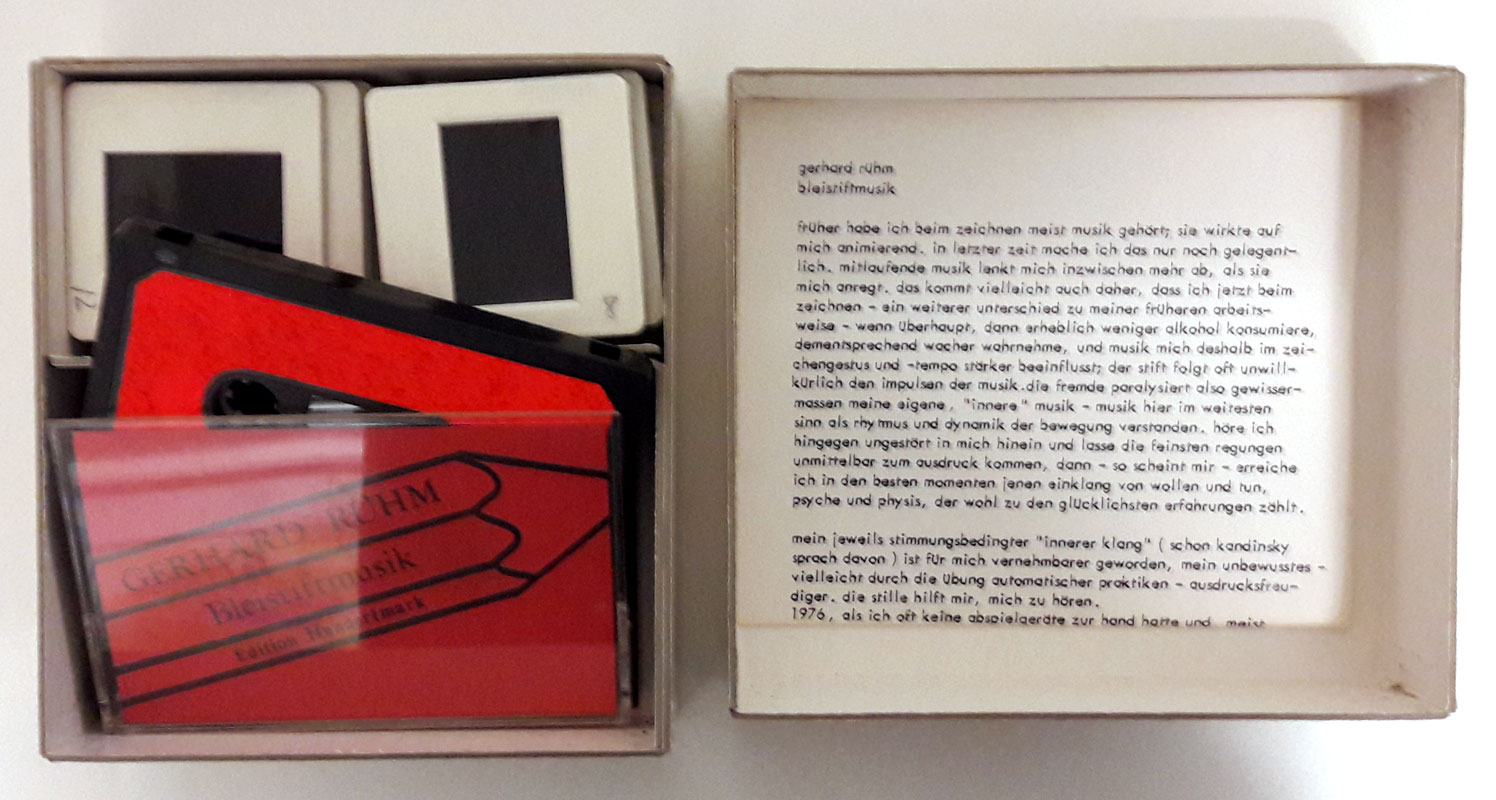 12
GERHARD RÜHM
Bleistiftmusik
Edition Hundertmark
gerhard rühm
bleistiftmusik
früher habe ich beim zeichnen meist musik gehört; sie wirkte auf
mich animierend. in letzter zeit mache ich das nur noch gelegent-
lich. mitlaufende musik lenkt mich inzwischen mehr ab, als sie
mich anregt. das kommt vielleicht auch daher, dass ich jetzt beim
zeichnen - ein weiterer unterschied zu meiner früheren arbeits-
weise - wenn überhaupt, dann erheblich weniger alkohol konsumiere,
dementsprechend wacher wahrnehme, und musik mich deshalb im zei-
chengestus und -tempo stärker beeinflusst; der stift folgt oft unwill-
kürlich den impulsen der musik.die fremde paralysiert also gewisser-
massen meine eigene, "innere" musik - musik hier im weitesten
sinn als rhytmus und dynamik der bewegung verstanden. höre ich
hingegen ungestört in mich hinein und lasse die feinsten regungen
unmittelbar zum ausdruck kommen, dann - so scheint mir - erreiche
ich in den besten momenten jenen einklang von wollen und tun,
psyche und physis, der wohl zu den glücklichsten erfahrungen zählt.
mein jeweils stimmungsbedingter "innerer klang" ( schon kandinsky
sprach davon ) ist für mich vernehmbarer geworden, mein unbewusstes -
vielleicht durch die übung automatischer praktiken - ausdrucksfreu-
diger. die stille hilft mir, mich zu hören.
1976, als ich oft keine abspielgeräte zur hand hatte und meist